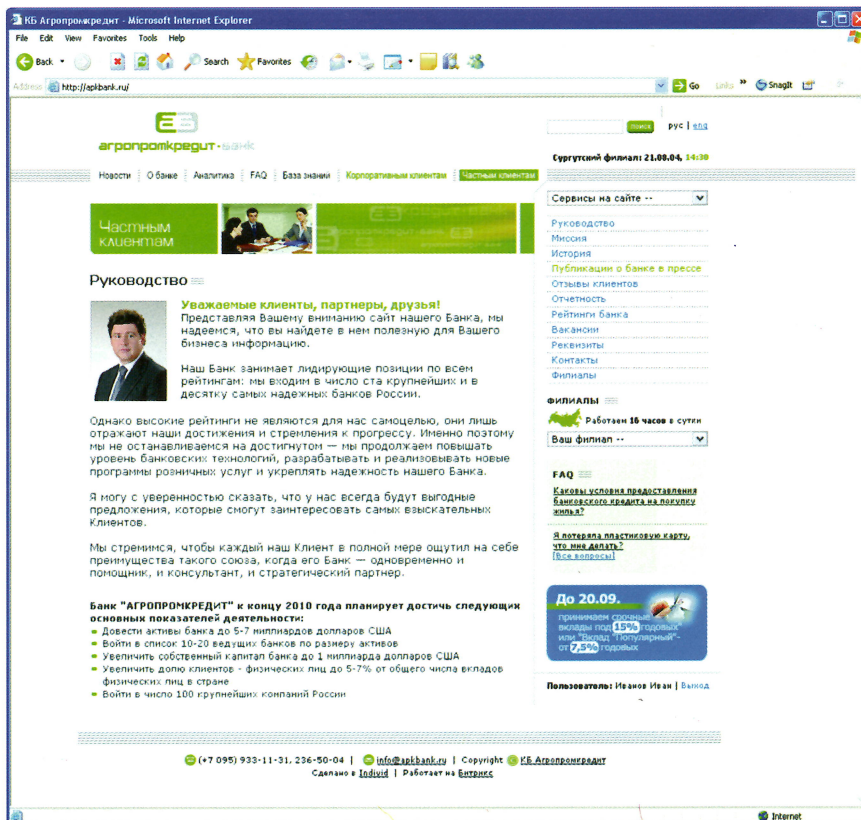 КБ Агропромкредит - Microsoft Internet Explorer
File Edit View Favorites Tools Help
Back Search Favorites
Address http://apkbank.ru/ Go Links » SnagIt
агропромкредит·банк
поиск рус | eng
Сургутский филиал: 21.08.04, 14:30
Новости О банке Аналитика FAQ База знании Корпоративным клиентам Частным клиентам
Частным
клиентам
Руководство
Уважаемые клиенты, партнеры, друзья!
Представляя Вашему вниманию сайт нашего Банка, мы
надеемся, что вы найдете в нем полезную для Вашего
бизнеса информацию.
Наш Банк занимает лидирующие позиции по всем
рейтингам: мы входим в число ста крупнейших и в
десятку самых надежных банков России.
Однако высокие рейтинги не являются для нас самоцелью, они лишь
отражают наши достижения и стремления к прогрессу. Именно поэтому
мы не останавливаемся на достигнутом — мы продолжаем повышать
уровень банковских технологий, разрабатывать и реализовывать новые
программы розничных услуг и укреплять надежность нашего Банка.
Я могу с уверенностью сказать, что у нас всегда будут выгодные
предложения, которые смогут заинтересовать самых взыскательных
Клиентов.
Мы стремимся, чтобы каждый наш Клиент в полной мере ощутил на себе
преимущества такого союза, когда его Банк — одновременно и
помощник, и консультант, и стратегический партнер.
Банк "АГРОПРОМКРЕДИТ" к концу 2010 года планирует достичь следующих
основных показателей деятельности:
Довести активы банка до 5-7 миллиардов долларов США
Войти в список 10-20 ведущих банков по размеру активов
Увеличить собственный капитал банка до 1 миллиарда долларов США
Увеличить долю клиентов - физических лиц до 5-7% от общего числа вкладов
физических лиц в стране
Войти в число 100 крупнейших компаний России
Сервисы на сайте --
Руководство
Миссия
История
Публикации о банке в прессе
Отзывы клиентов
Отчетность
Рейтинги банка
Вакансии
Реквизиты
Контакты
Филиалы
ФИЛИАЛЫ
Работаем 16 часов в сутки
Ваш филиал --
FAQ
Каковы условия предоставления
банковского кредита на покупку
жилья?
Я потеряла пластиковую карту,
что мне делать?
[Все вопросы]
До 20.09.
принимаем срочные
вклады под 15% годовых
или "Вклад "Популярный"-
от 7,5% годовых
Пользователь: Иванов Иван | Выход
(+7 095) 933-11-31, 236-50-04 | info@apkbank.ru | Copyright КБ Агропромкредит
Сделано в Individ | Работает на Битрикс
Internet